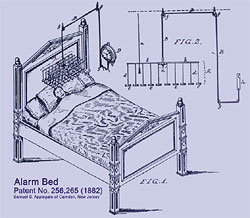 FIG. 2.
Alarm Bed
Patent No. 256,265 (1882)
Samuel S. Applegate of Camden, New Jersey
FIG. 1.